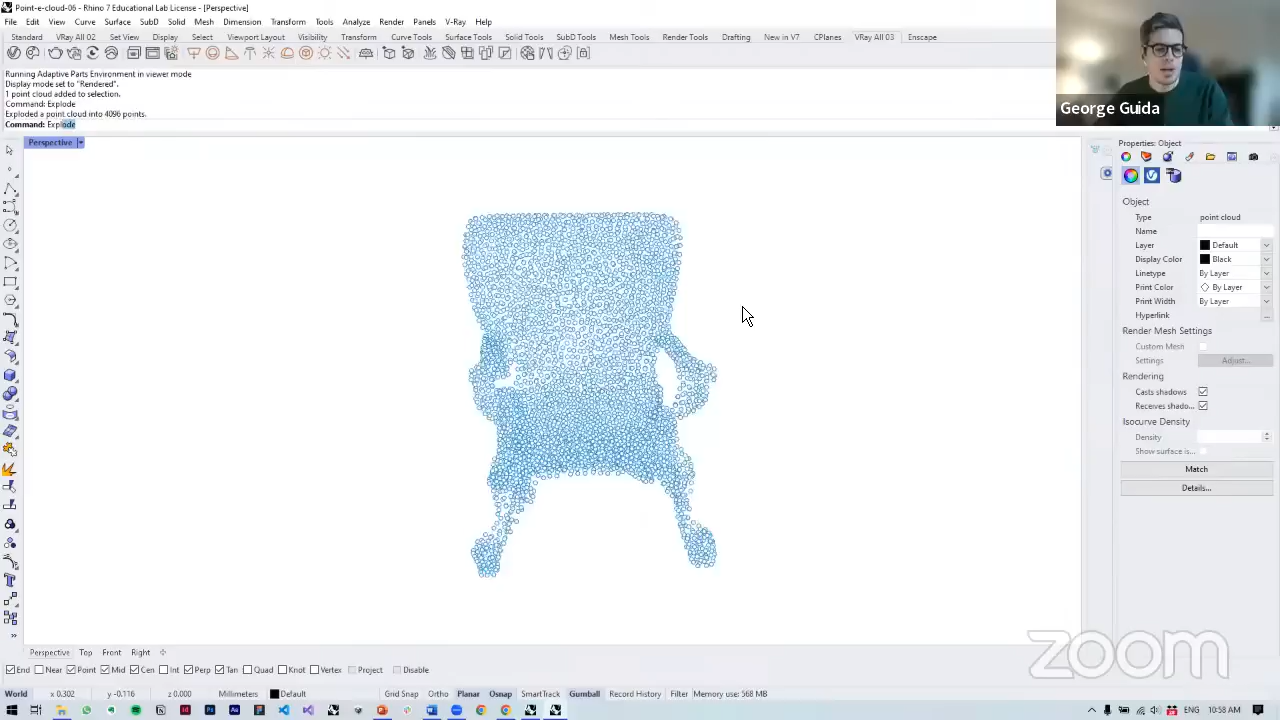 Point-e-cloud-06 - Rhino 7 Educational Lab License - [Perspective]
File Edit View Curve Surface SubD Solid Mesh Dimension Transform Tools Analyze Render Panels V-Ray Help
Standard VRay All 02 Set View Display Select Viewport Layout Visibility Transform Curve Tools Surface Tools Solid Tools SubD Tools Mesh Tools Render Tools Drafting New in V7 CPlanes VRay All 03 Enscape
Running Adaptive Parts Environment in viewer mode
Display mode set to "Rendered".
1 point cloud added to selection.
Command: Explode
Exploded a point cloud into 4096 points.
Command: Explode
George Guida
Perspective
Properties: Object
Object
Type point cloud
Name
Layer Default
Display Color Black
Linetype By Layer
Print Color By Layer
Print Width By Layer
Hyperlink ...
Render Mesh Settings
Custom Mesh
Settings Adjust...
Rendering
Casts shadows
Receives shado...
Isocurve Density
Density
Show surface is...
Match
Details...
zoom
Perspective Top Front Right
End Near Point Mid Cen Int Perp Tan Quad Knot Vertex Project Disable
World x 0.302 y -0.116 z 0.000 Millimeters Default Grid Snap Ortho Planar Osnap SmartTrack Gumball Record History Filter Memory use: 568 MB
10:58 AM